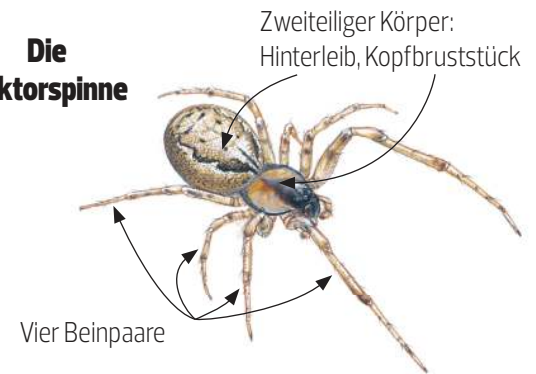 Die
ktorspinne
Zweiteiliger Körper:
Hinterleib, Kopfbruststück
Vier Beinpaare